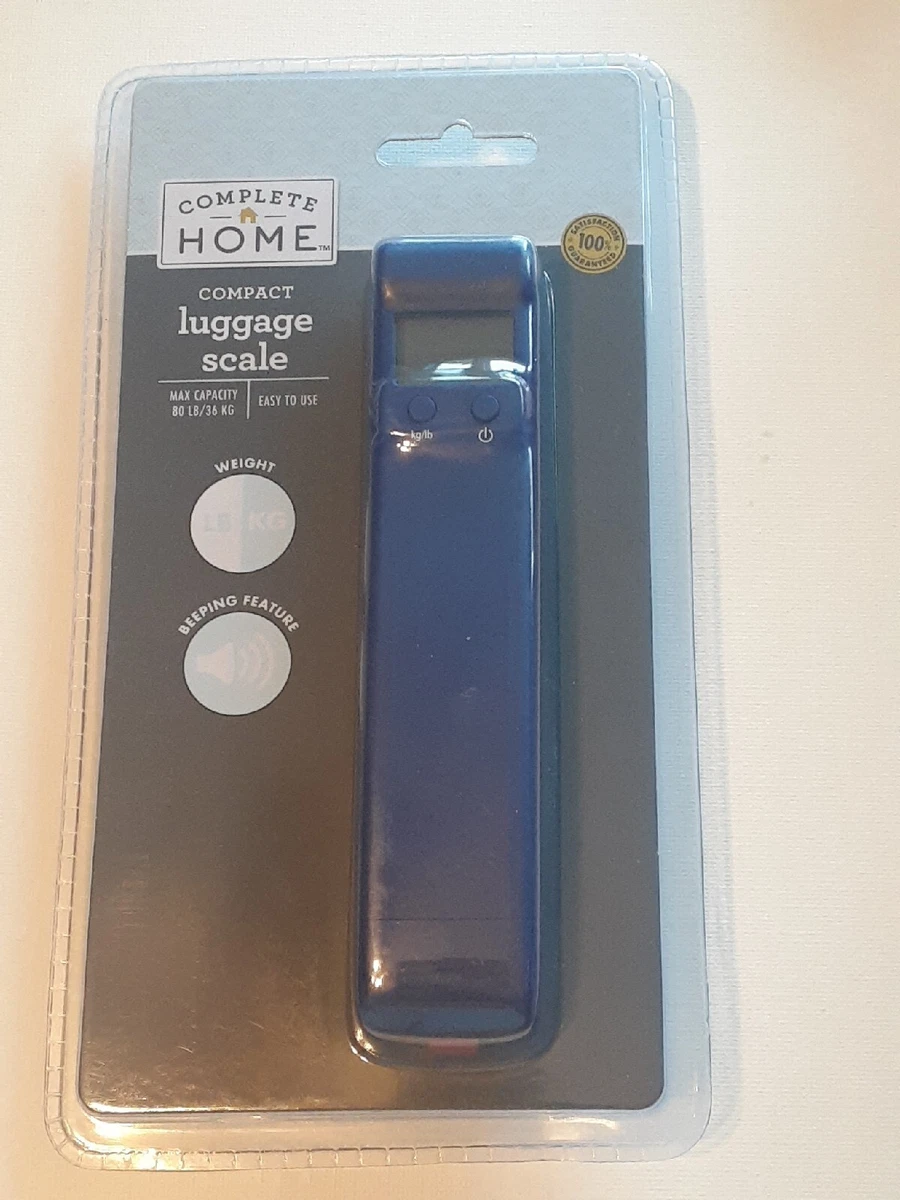 COMPLETE
HOME™
SATISFACTION
100%
GUARANTEED
COMPACT
luggage
scale
MAX CAPACITY
80 LB/36 KG
EASY TO USE
kg/lb
WEIGHT
LB KG
BEEPING FEATURE